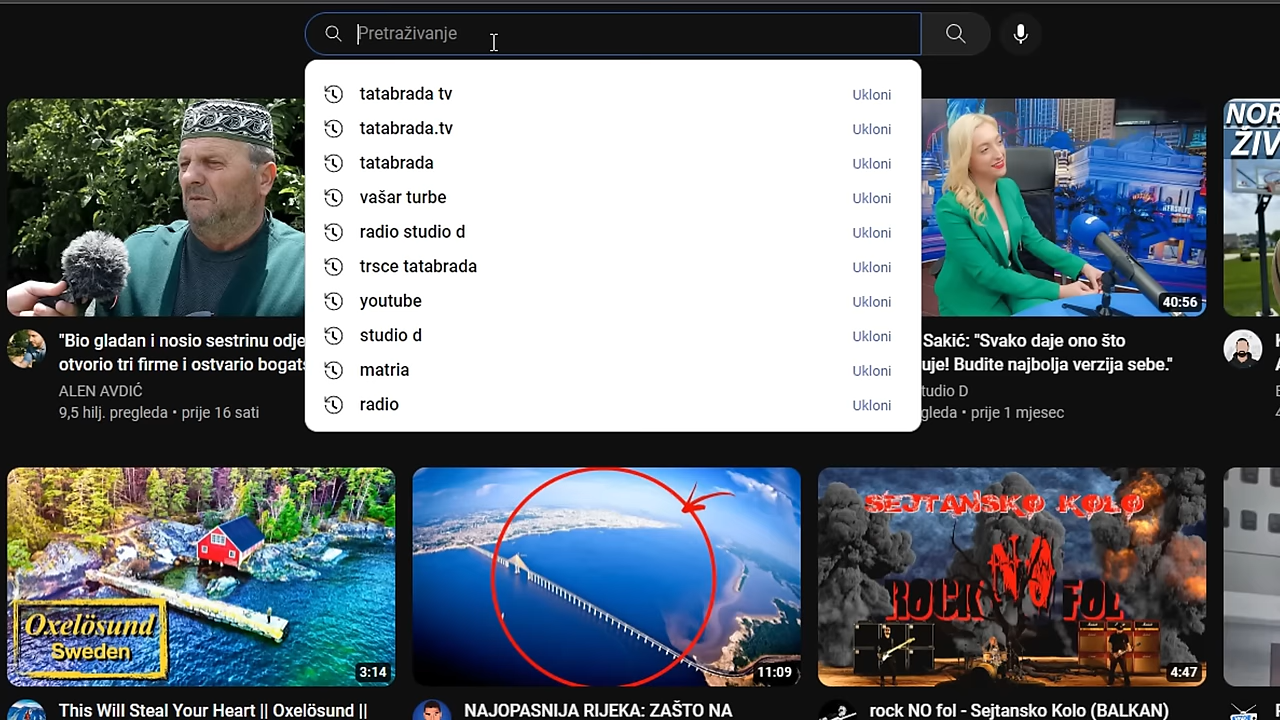 Pretraživanje
tatabrada tv
Ukloni
tatabrada.tv
Ukloni
tatabrada
Ukloni
vašar turbe
Ukloni
radio studio d
Ukloni
trsce tatabrada
Ukloni
youtube
Ukloni
studio d
Ukloni
matria
Ukloni
radio
Ukloni
NOR
ŽIV
40:56
"Bio gladan i nosio sestrinu odje
otvorio tri firme i ostvario bogats
ALEN AVDIĆ
9,5 hilj. pregleda • prije 16 sati
Sakić: "Svako daje ono što
uje! Budite najbolja verzija sebe."
tudio D
gleda • prije 1 mjesec
Oxelösund
Sweden
3:14
11:09
SEJTANSKO KOLO
ROCK NO FOL
4:47
This Will Steal Your Heart || Oxelösund ||
NAJOPASNIJA RIJEKA: ZAŠTO NA
rock NO fol - Sejtansko Kolo (BALKAN)